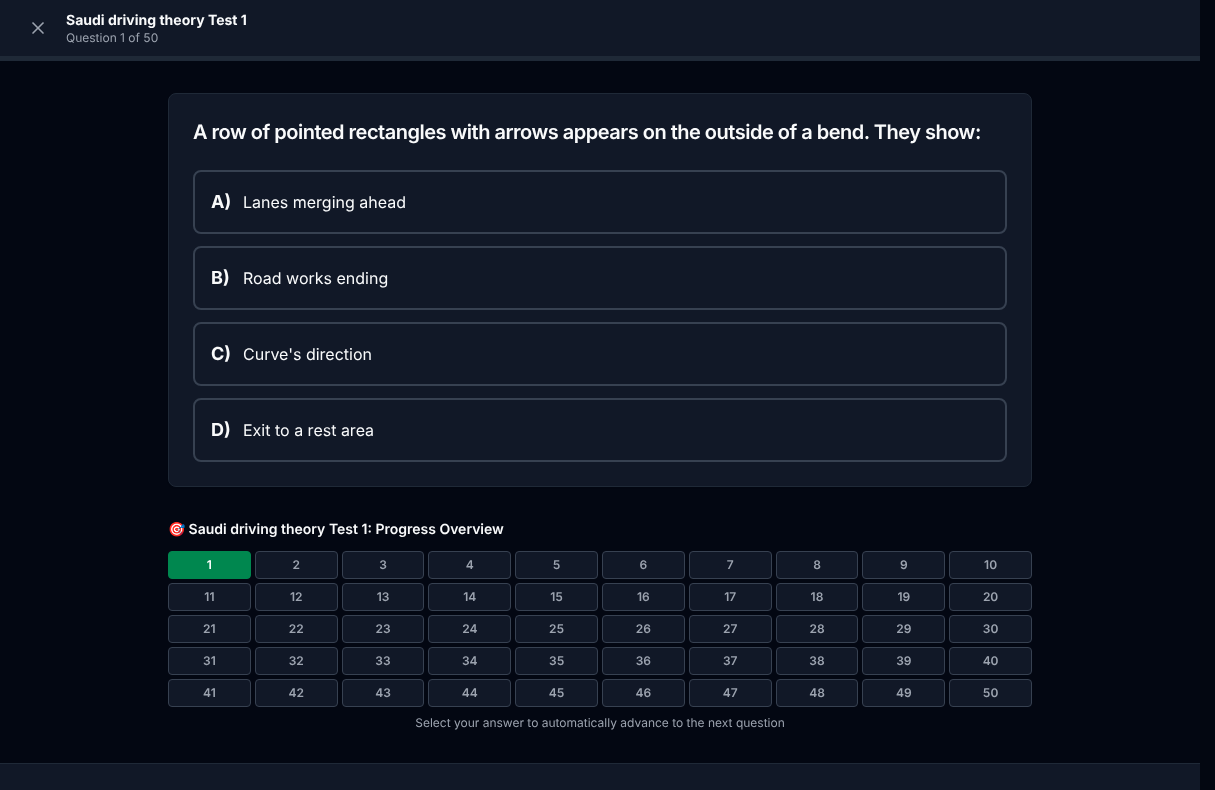 Saudi driving theory Test 1
Question 1 of 50
A row of pointed rectangles with arrows appears on the outside of a bend. They show:
A) Lanes merging ahead
B) Road works ending
C) Curve's direction
D) Exit to a rest area
🎯 Saudi driving theory Test 1: Progress Overview
1 2 3 4 5 6 7 8 9 10
11 12 13 14 15 16 17 18 19 20
21 22 23 24 25 26 27 28 29 30
31 32 33 34 35 36 37 38 39 40
41 42 43 44 45 46 47 48 49 50
Select your answer to automatically advance to the next question